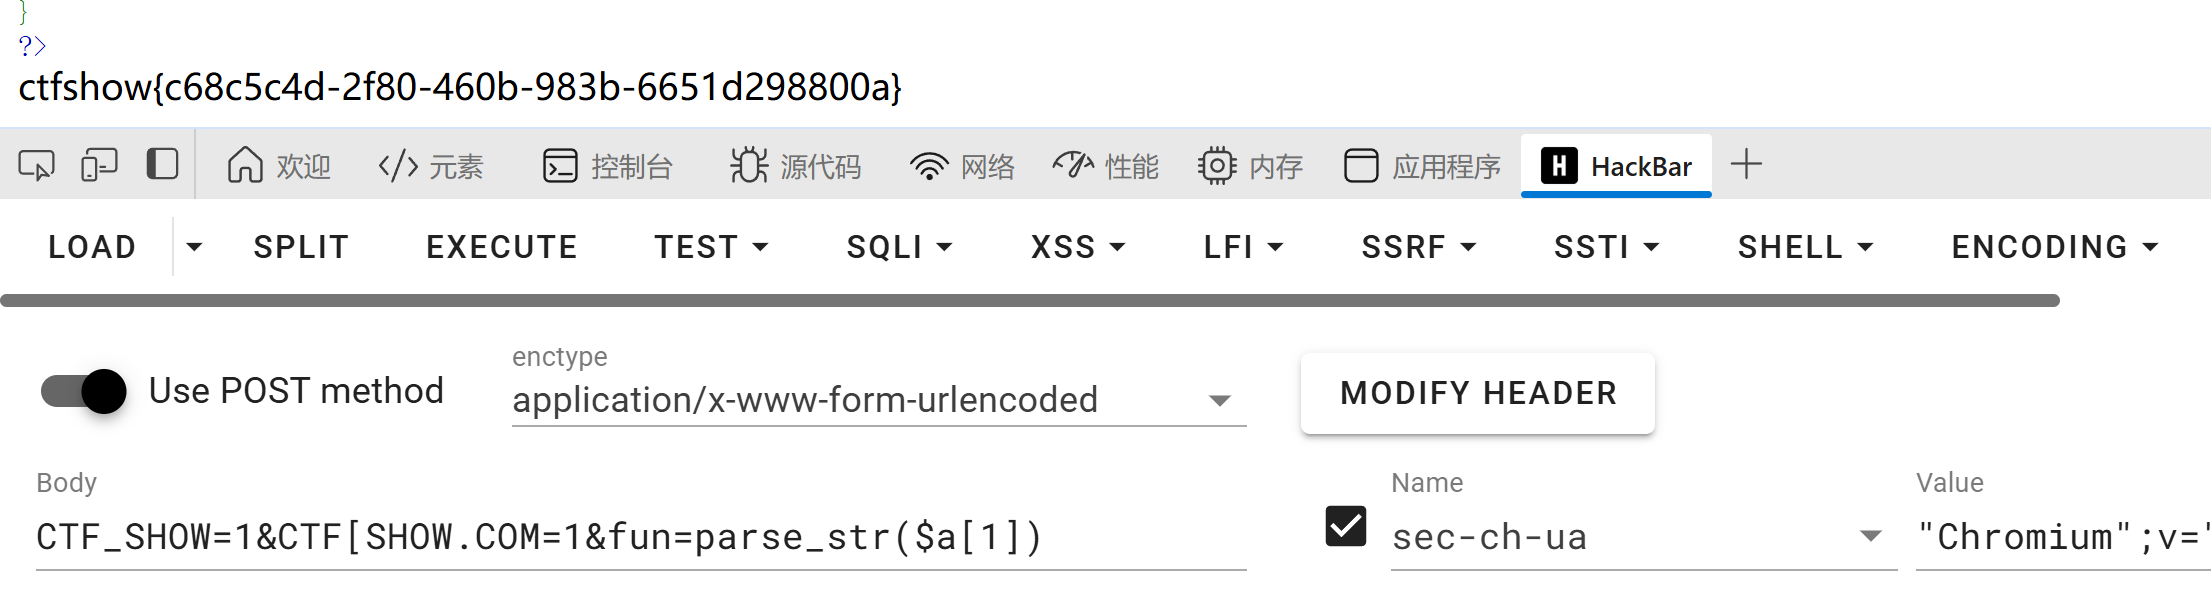 }
?>
ctfshow{c68c5c4d-2f80-460b-983b-6651d298800a}
欢迎 </> 元素 控制台 源代码 网络 性能 内存 应用程序 H HackBar +
LOAD SPLIT EXECUTE TEST SQLI XSS LFI SSRF SSTI SHELL ENCODING
enctype
Use POST method application/x-www-form-urlencoded MODIFY HEADER
Body Name Value
CTF_SHOW=1&CTF[SHOW.COM=1&fun=parse_str($a[1]) sec-ch-ua "Chromium";v="